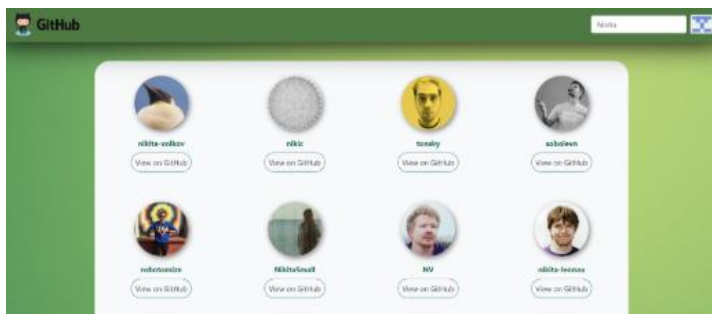 GitHub
Nikita
nikita-volkov
nikic
tonsky
sobolevn
View on GitHub
View on GitHub
View on GitHub
View on GitHub
robotomize
NikitaSmall
NV
nikita-leonov
View on GitHub
View on GitHub
View on GitHub
View on GitHub